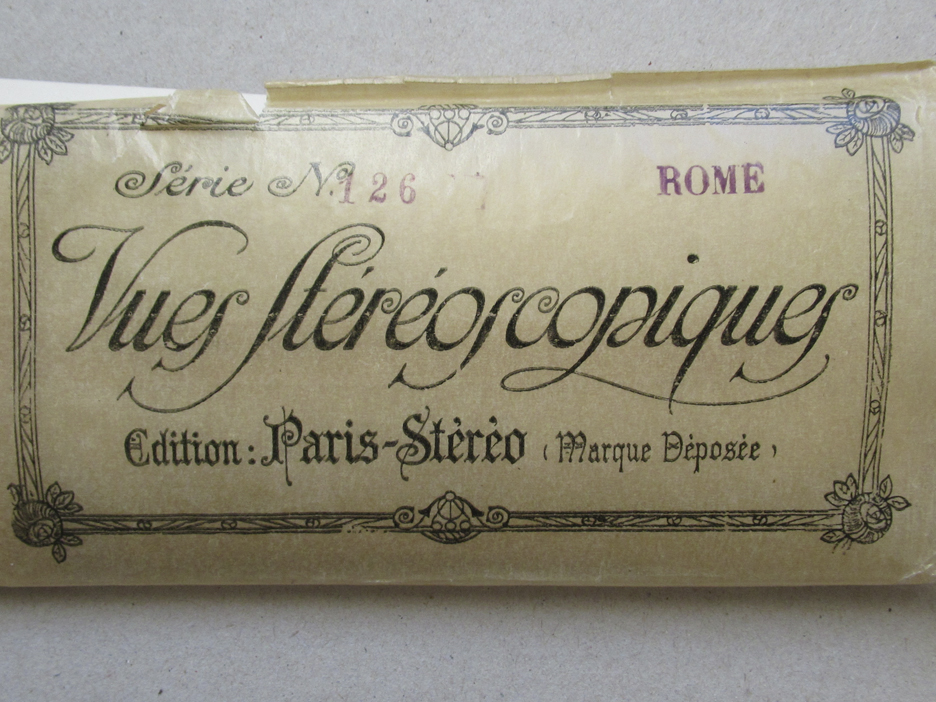 Série N. 126 ROME
Vues Stéréoscopiques
Edition: Paris-Stéréo (Marque Déposée)